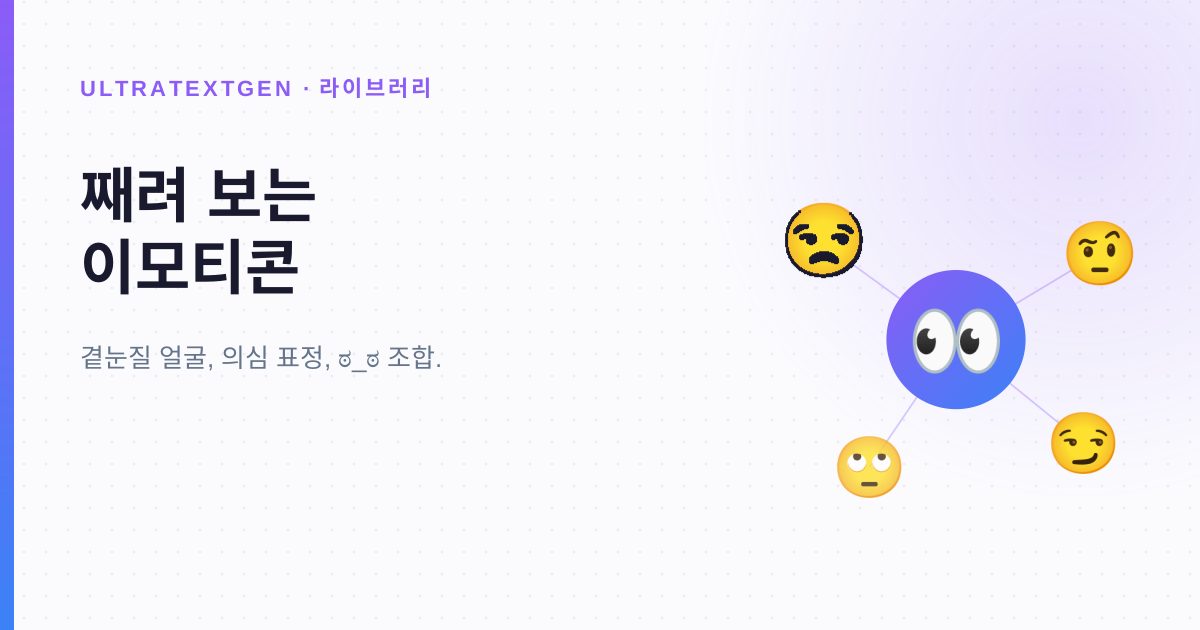 ULTRATEXTGEN · 라이브러리
째려 보는
이모티콘
곁눈질 얼굴, 의심 표정, ಠ_ಠ 조합.